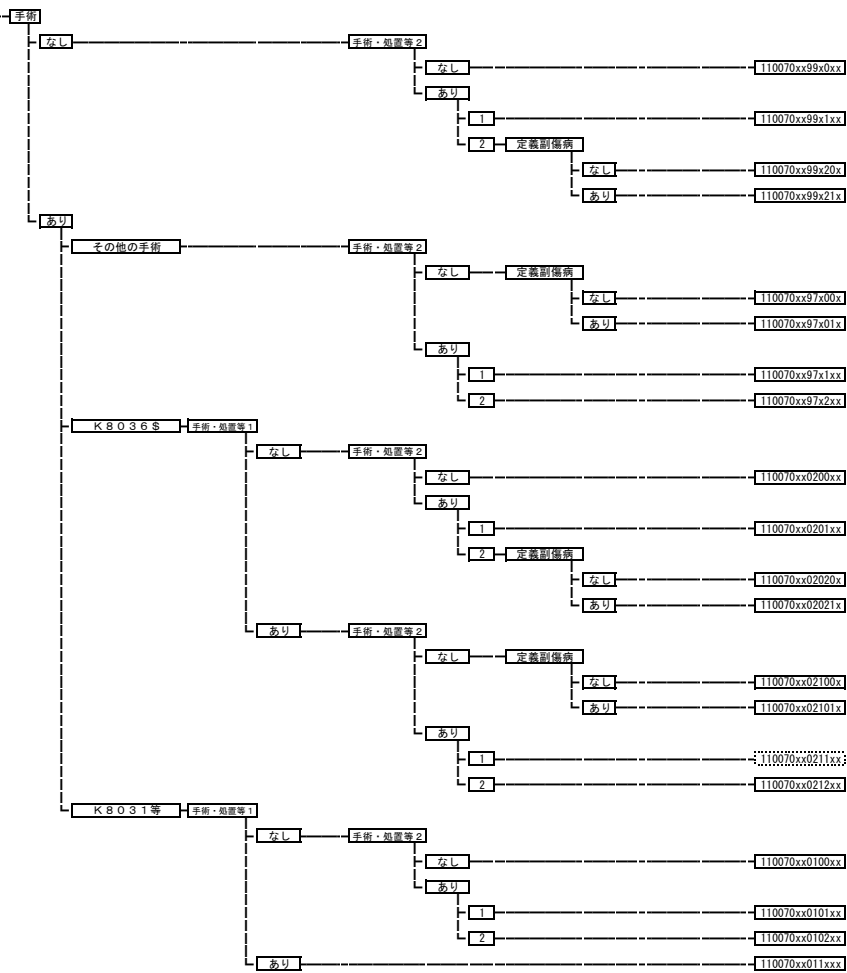 手術
なし 手術・処置等２
なし 110070xx99x0xx
あり
1 110070xx99x1xx
2 定義副傷病
なし 110070xx99x20x
あり 110070xx99x21x
あり
その他の手術 手術・処置等２
なし 定義副傷病
なし 110070xx97x00x
あり 110070xx97x01x
あり
1 110070xx97x1xx
2 110070xx97x2xx
Ｋ８０３６＄ 手術・処置等１
なし 手術・処置等２
なし 110070xx0200xx
あり
1 110070xx0201xx
2 定義副傷病
なし 110070xx02020x
あり 110070xx02021x
あり 手術・処置等２
なし 定義副傷病
なし 110070xx02100x
あり 110070xx02101x
あり
1 110070xx0211xx
2 110070xx0212xx
Ｋ８０３１等 手術・処置等１
なし 手術・処置等２
なし 110070xx0100xx
あり
1 110070xx0101xx
2 110070xx0102xx
あり 110070xx011xxx